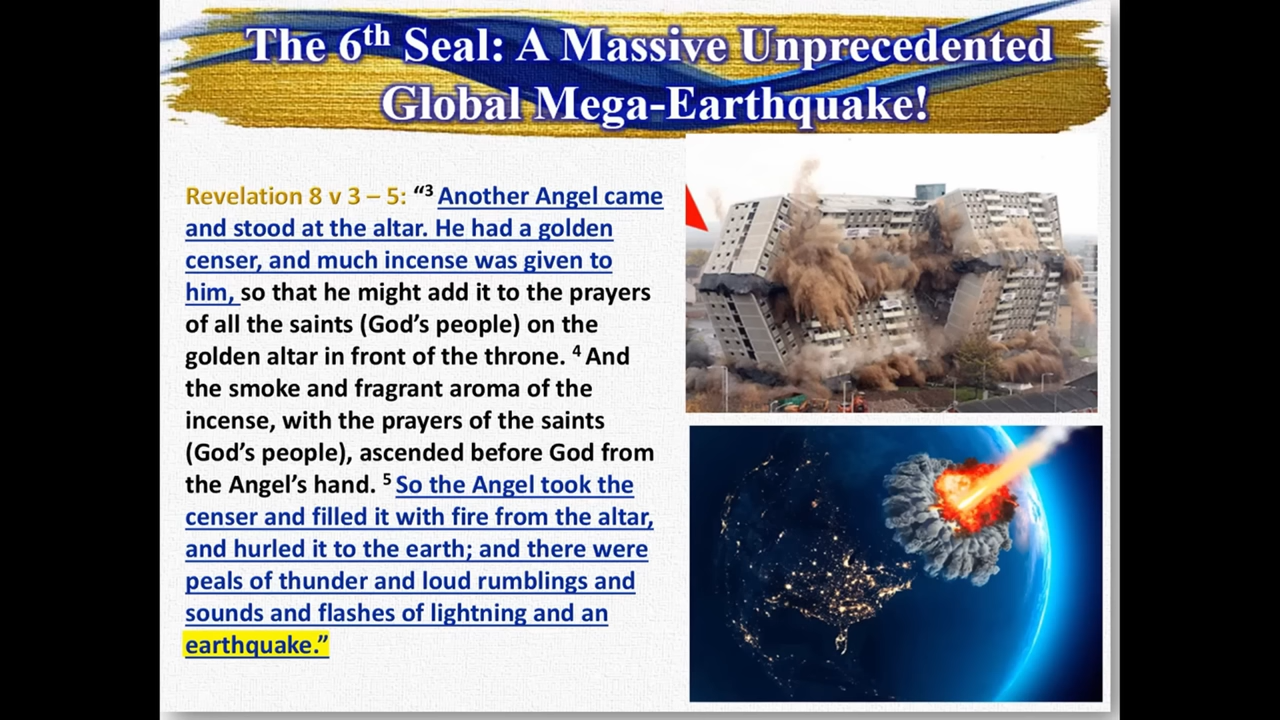 The 6th Seal: A Massive Unprecedented
Global Mega-Earthquake!
Revelation 8 v 3 – 5: “3 Another Angel came
and stood at the altar. He had a golden
censer, and much incense was given to
him, so that he might add it to the prayers
of all the saints (God’s people) on the
golden altar in front of the throne. 4 And
the smoke and fragrant aroma of the
incense, with the prayers of the saints
(God’s people), ascended before God from
the Angel’s hand. 5 So the Angel took the
censer and filled it with fire from the altar,
and hurled it to the earth; and there were
peals of thunder and loud rumblings and
sounds and flashes of lightning and an
earthquake.”